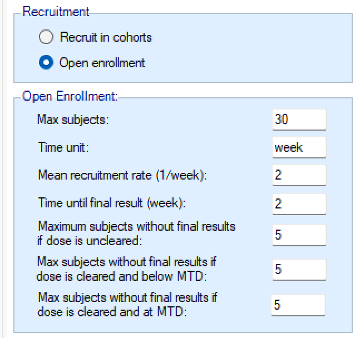 Recruitment
Recruit in cohorts
Open enrollment
Open Enrollment:
Max subjects: 30
Time unit: week
Mean recruitment rate (1/week): 2
Time until final result (week): 2
Maximum subjects without final results
if dose is uncleared: 5
Max subjects without final results if
dose is cleared and below MTD: 5
Max subjects without final results if
dose is cleared and at MTD: 5